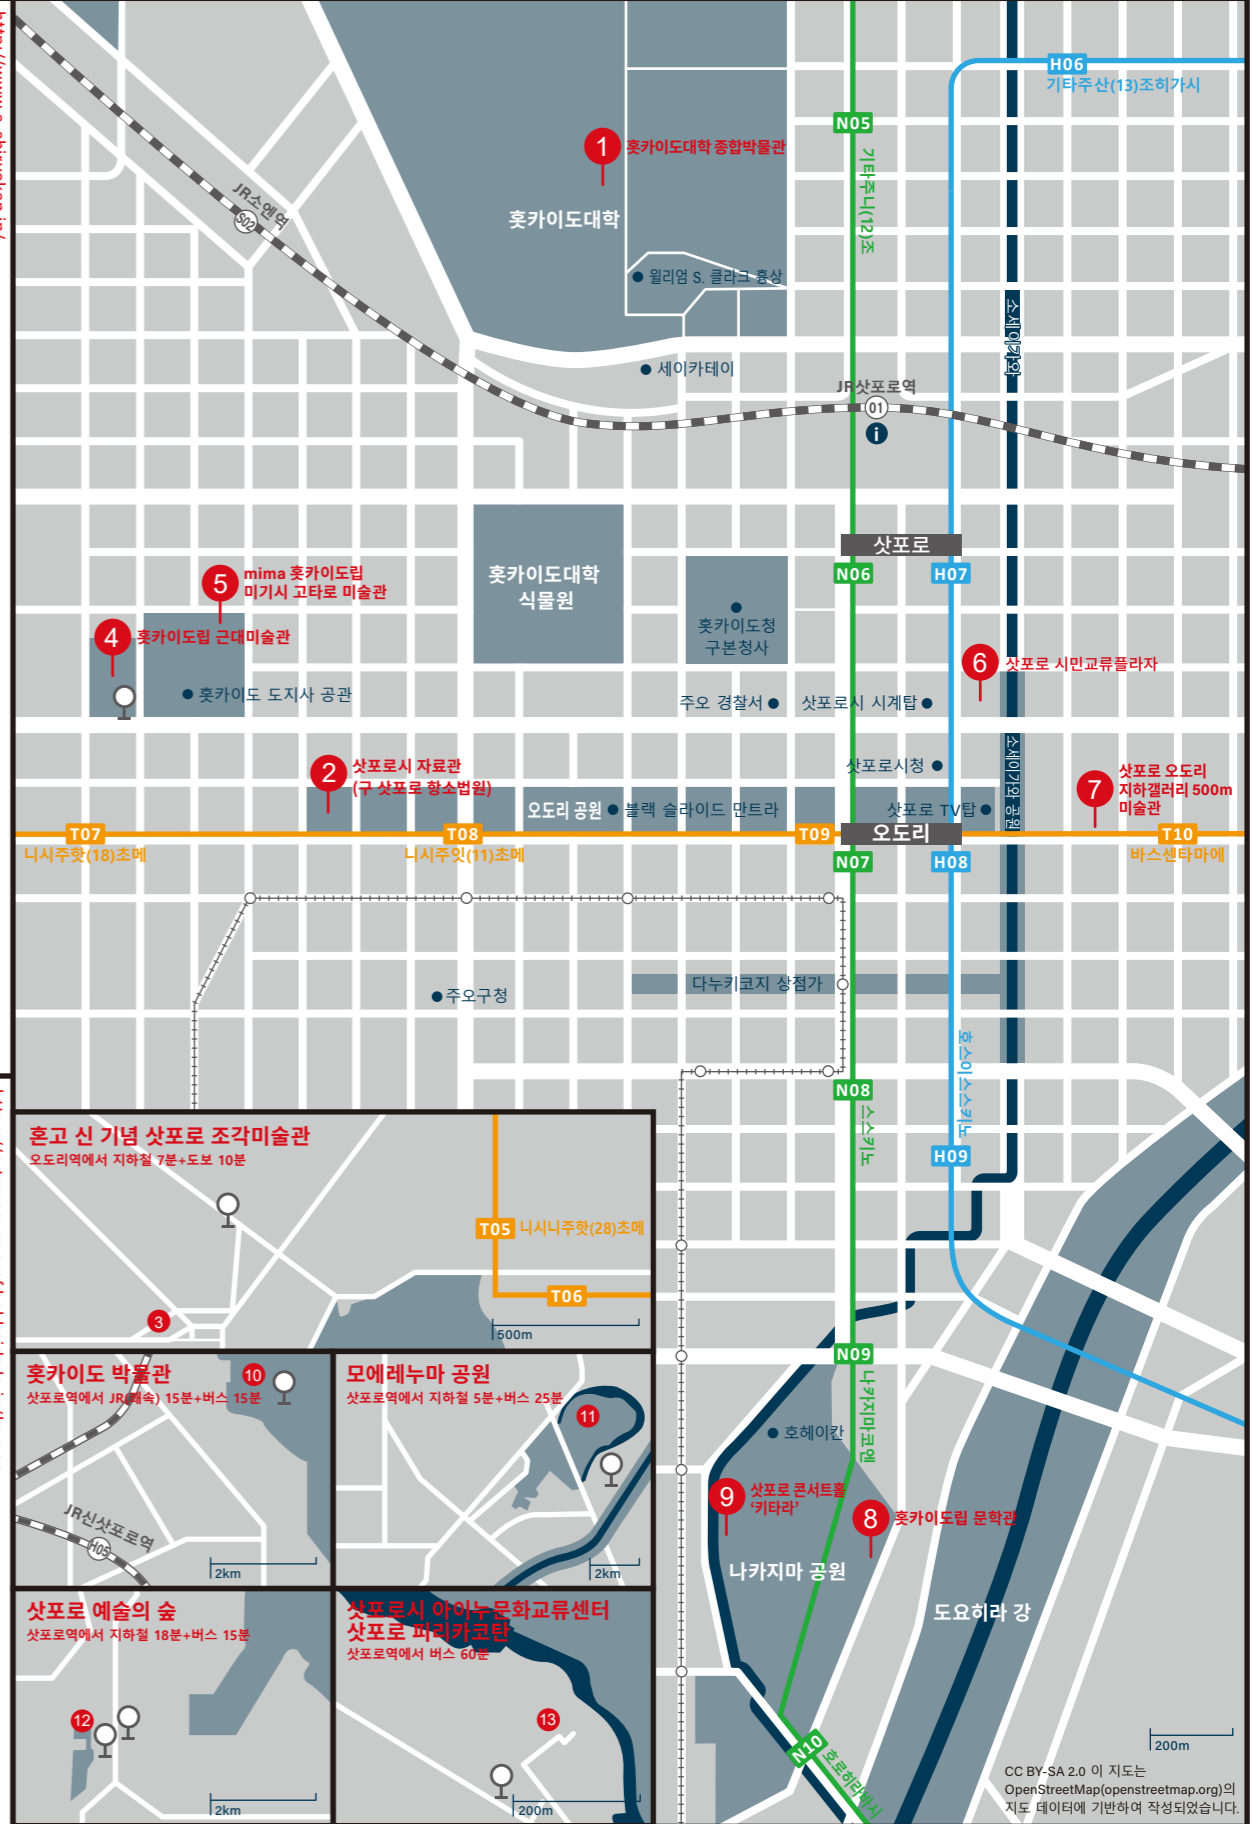 H06
기타주산(13)조히가시
N05
기타주니(12)조
1
홋카이도대학 종합박물관
홋카이도대학
윌리엄 S. 클라크 흉상
JR소엔역
S02
소세이가와
세이카테이
JR삿포로역
01
i
삿포로
N06
H07
홋카이도대학
식물원
홋카이도청
구본청사
5
mima 홋카이도립
미기시 고타로 미술관
4
홋카이도립 근대미술관
홋카이도 도지사 공관
6
삿포로 시민교류플라자
주오 경찰서
삿포로시 시계탑
삿포로시청
소세이가와 공원
2
삿포로시 자료관
(구 삿포로 항소법원)
오도리 공원
블랙 슬라이드 만트라
삿포로 TV탑
7
삿포로 오도리
지하갤러리 500m
미술관
T07
니시주핫(18)초메
T08
니시주잇(11)초메
T09
오도리
T10
바스센타마에
N07
H08
다누키코지 상점가
주오구청
호스이스스키노
N08
스스키노
H09
혼고 신 기념 삿포로 조각미술관
오도리역에서 지하철 7분+도보 10분
T05
니시니주핫(28)초메
T06
3
500m
홋카이도 박물관
삿포로역에서 JR(쾌속) 15분+버스 15분
10
JR신삿포로역
H05
2km
모에레누마 공원
삿포로역에서 지하철 5분+버스 25분
11
2km
삿포로 예술의 숲
삿포로역에서 지하철 18분+버스 15분
12
2km
삿포로시 아이누문화교류센터
삿포로 피리카코탄
삿포로역에서 버스 60분
13
200m
N09
나카지마코엔
호헤이칸
9
삿포로 콘서트홀
‘키타라’
8
홋카이도립 문학관
나카지마 공원
도요히라 강
N10
호로히라바시
200m
CC BY-SA 2.0 이 지도는
OpenStreetMap(openstreetmap.org)의
지도 데이터에 기반하여 작성되었습니다.